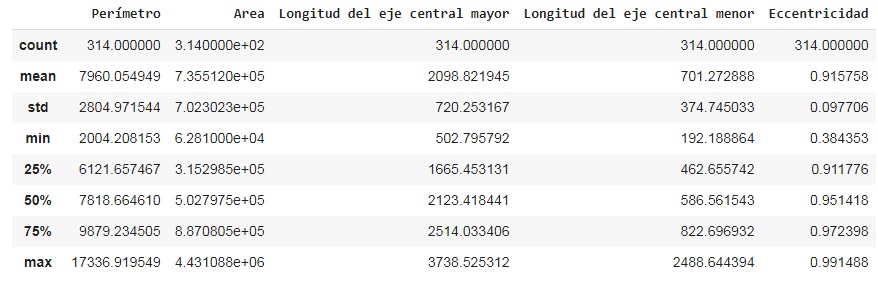 Perímetro Area Longitud del eje central mayor Longitud del eje central menor Eccentricidad
count 314.000000 3.140000e+02 314.000000 314.000000 314.000000
mean 7960.054949 7.355120e+05 2098.821945 701.272888 0.915758
std 2804.971544 7.023023e+05 720.253167 374.745033 0.097706
min 2004.208153 6.281000e+04 502.795792 192.188864 0.384353
25% 6121.657467 3.152985e+05 1665.453131 462.655742 0.911776
50% 7818.664610 5.027975e+05 2123.418441 586.561543 0.951418
75% 9879.234505 8.870805e+05 2514.033406 822.696932 0.972398
max 17336.919549 4.431088e+06 3738.525312 2488.644394 0.991488